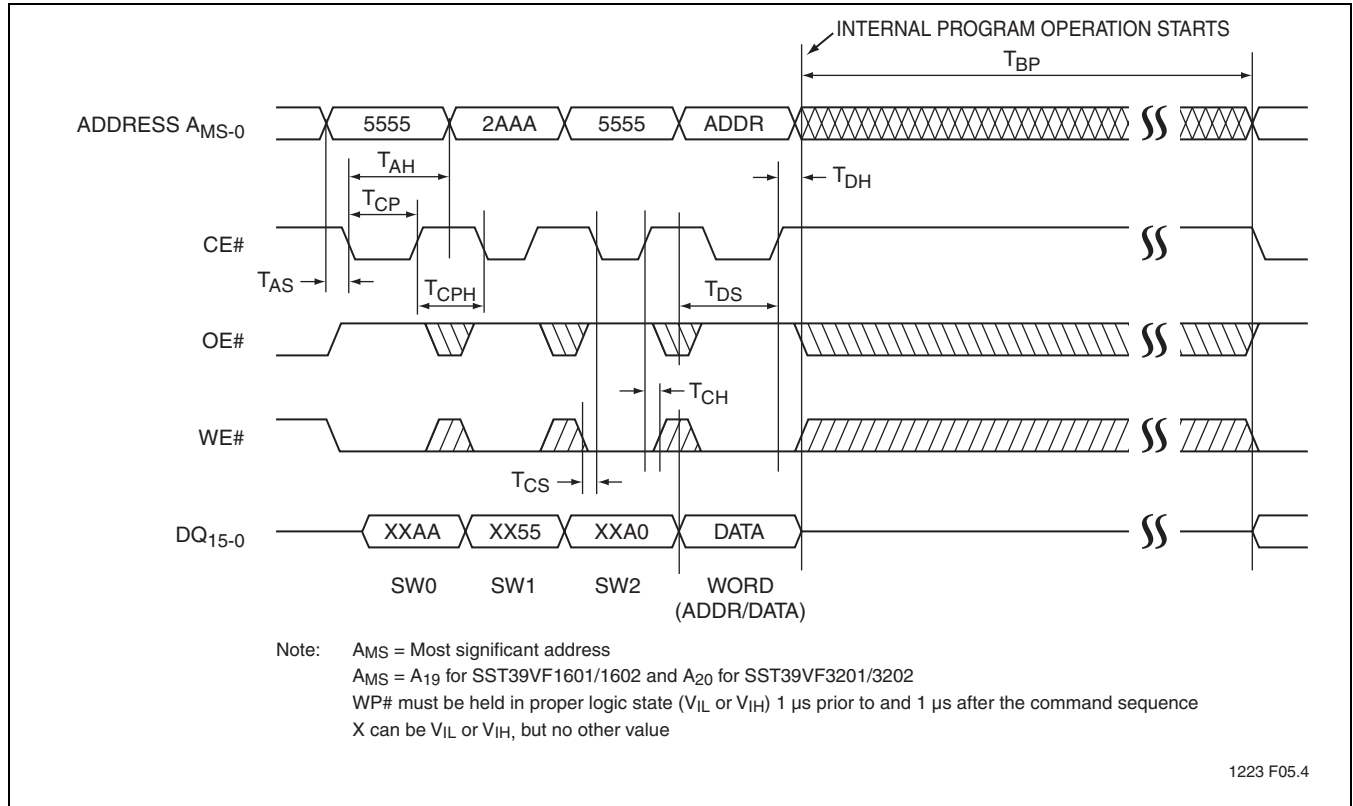 INTERNAL PROGRAM OPERATION STARTS
TBP
ADDRESS AMS-0
5555
2AAA
5555
ADDR
TAH
TDH
TCP
CE#
TAS
TCPH
TDS
OE#
TCH
WE#
TCS
DQ15-0
XXAA
XX55
XXA0
DATA
SW0
SW1
SW2
WORD
(ADDR/DATA)
Note: AMS = Most significant address
AMS = A19 for SST39VF1601/1602 and A20 for SST39VF3201/3202
WP# must be held in proper logic state (VIL or VIH) 1 µs prior to and 1 µs after the command sequence
X can be VIL or VIH, but no other value
1223 F05.4